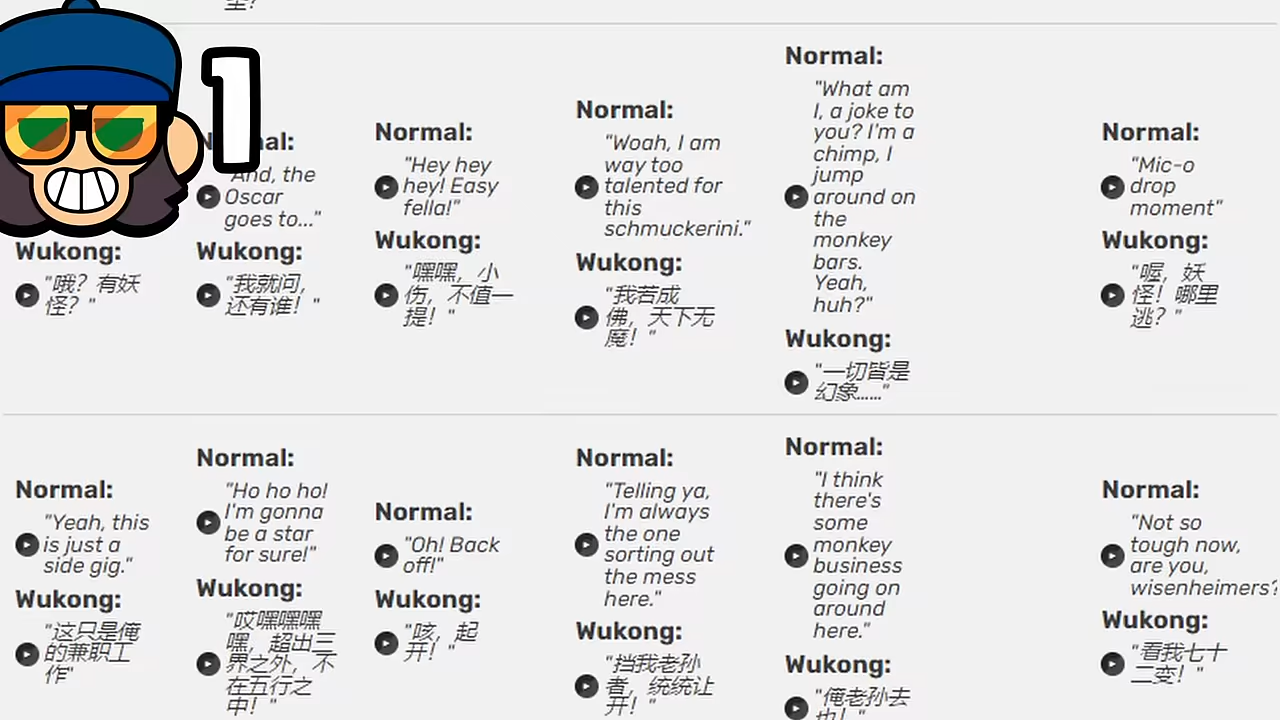 里?
1
Normal:
"And, the
Oscar
goes to..."
Normal:
"Hey hey
hey! Easy
fella!"
Normal:
"Woah, I am
way too
talented for
this
schmuckerini."
Normal:
"What am
I, a joke to
you? I'm a
chimp, I
jump
around on
the
monkey
bars.
Yeah,
huh?"
Normal:
"Mic-o
drop
moment"
Wukong:
"哦？有妖
怪？"
Wukong:
"我就问，
还有谁！"
Wukong:
"嘿嘿，小
伤，不值一
提！"
Wukong:
"我若成
佛，天下无
魔！"
Wukong:
"一切皆是
幻象……"
Wukong:
"喔，妖
怪！哪里
逃？"
Normal:
"Yeah, this
is just a
side gig."
Wukong:
"这只是俺
的兼职工
作"
Normal:
"Ho ho ho!
I'm gonna
be a star
for sure!"
Wukong:
"哎嘿嘿嘿
嘿，超出三
界之外，不
在五行之
中！"
Normal:
"Oh! Back
off!"
Wukong:
"咳，起
开！"
Normal:
"Telling ya,
I'm always
the one
sorting out
the mess
here."
Wukong:
"挡我老孙
者，统统让
开！"
Normal:
"I think
there's
some
monkey
business
going on
around
here."
Wukong:
"俺老孙去
也！"
Normal:
"Not so
tough now,
are you,
wisenheimers?
Wukong:
"看我七十
二变！"